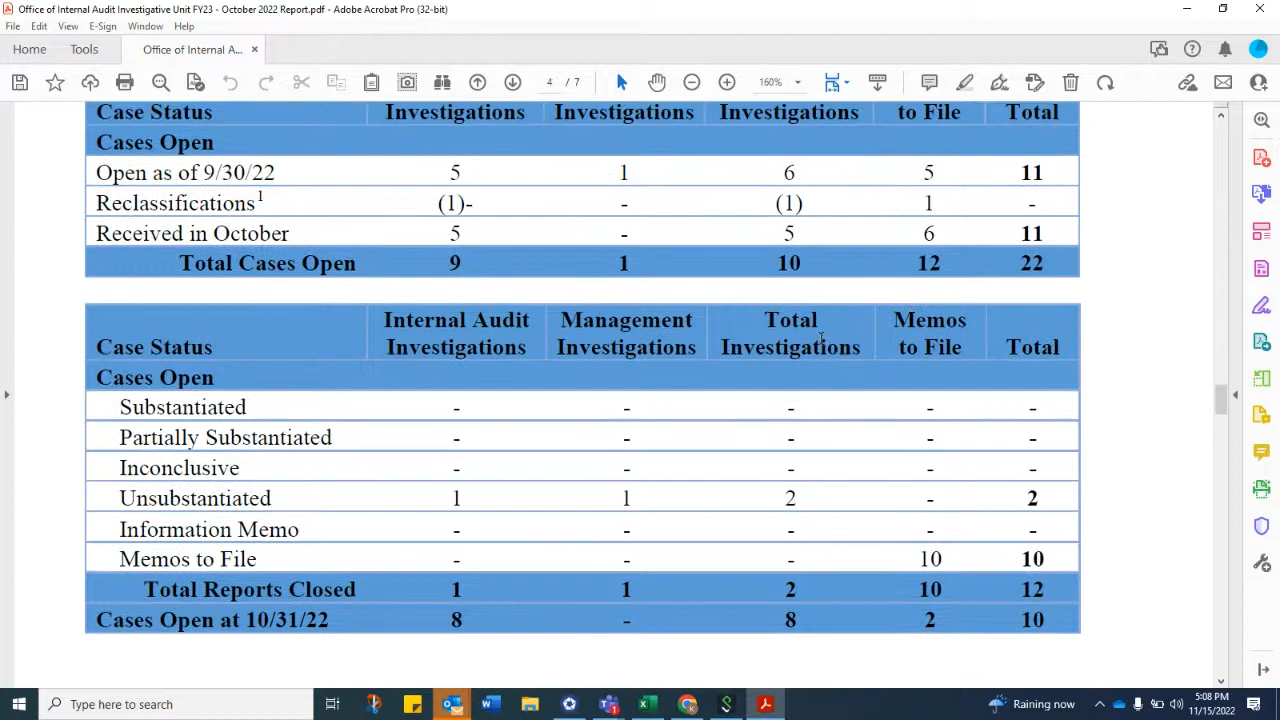 Office of Internal Audit Investigative Unit FY23 - October 2022 Report.pdf - Adobe Acrobat Pro (32-bit)
File Edit View E-Sign Window Help
Home Tools Office of Internal A... ×
4 / 7 160%
Case Status Investigations Investigations Investigations to File Total
Cases Open
Open as of 9/30/22 5 1 6 5 11
Reclassifications1 (1)- - (1) 1 -
Received in October 5 - 5 6 11
Total Cases Open 9 1 10 12 22
Internal Audit Management Total Memos
Case Status Investigations Investigations Investigations to File Total
Cases Open
Substantiated - - - - -
Partially Substantiated - - - - -
Inconclusive - - - - -
Unsubstantiated 1 1 2 - 2
Information Memo - - - - -
Memos to File - - - 10 10
Total Reports Closed 1 1 2 10 12
Cases Open at 10/31/22 8 - 8 2 10
Type here to search
Raining now
5:08 PM
11/15/2022